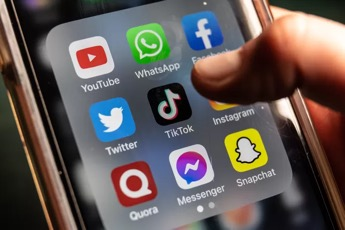 YouTube
WhatsApp
Twitter
TikTok
Instagram
Quora
Messenger
Snapchat